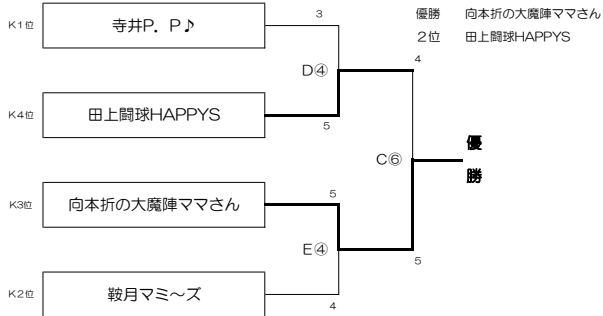 優勝 向本折の大魔陣ママさん
2位 田上闘球HAPPYS
K1位 寺井P．P♪ 3
D④ 4
K4位 田上闘球HAPPYS 5
C⑥ 優勝
K3位 向本折の大魔陣ママさん 5
E④ 5
K2位 鞍月マミ～ズ 4